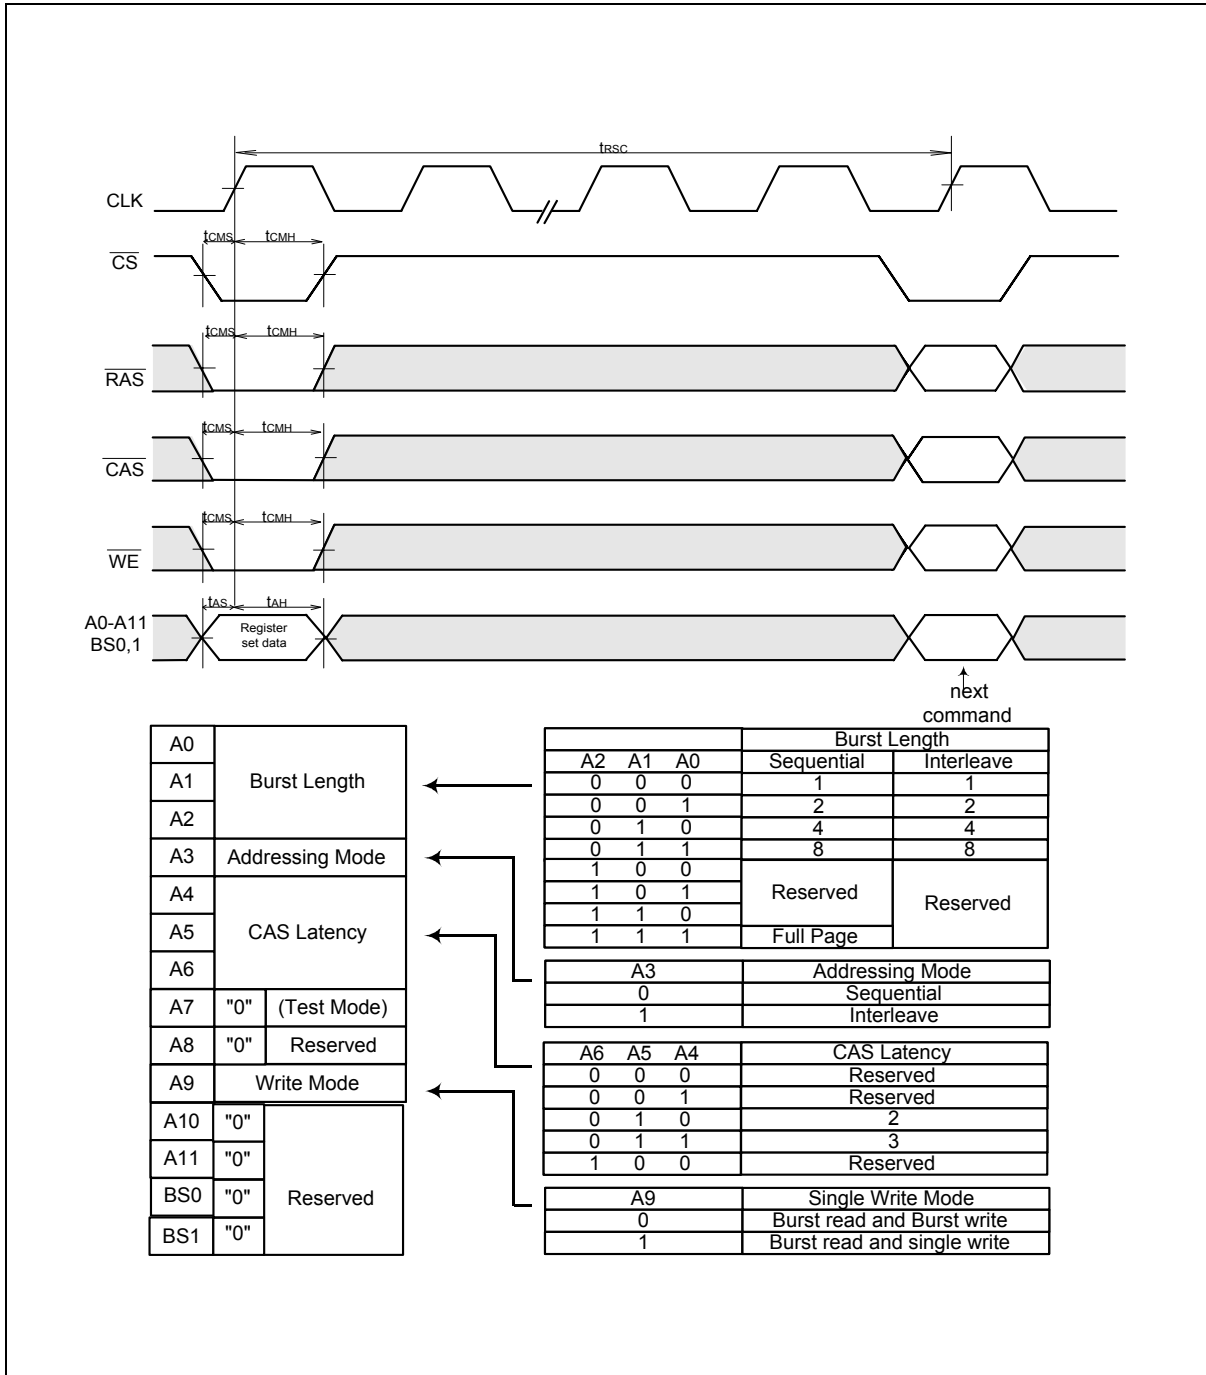 tRSC
CLK
tCMS tCMH
CS
tCMS tCMH
RAS
tCMS tCMH
CAS
tCMS tCMH
WE
tAS tAH
A0-A11
BS0,1
Register
set data
next
command
A0
A1 Burst Length
A2
A3 Addressing Mode
A4
A5 CAS Latency
A6
A7 "0" (Test Mode)
A8 "0" Reserved
A9 Write Mode
A10 "0"
A11 "0"
BS0 "0" Reserved
BS1 "0"
Burst Length
A2 A1 A0 Sequential Interleave
0 0 0 1 1
0 0 1 2 2
0 1 0 4 4
0 1 1 8 8
1 0 0
1 0 1 Reserved Reserved
1 1 0
1 1 1 Full Page
A3 Addressing Mode
0 Sequential
1 Interleave
A6 A5 A4 CAS Latency
0 0 0 Reserved
0 0 1 Reserved
0 1 0 2
0 1 1 3
1 0 0 Reserved
A9 Single Write Mode
0 Burst read and Burst write
1 Burst read and single write